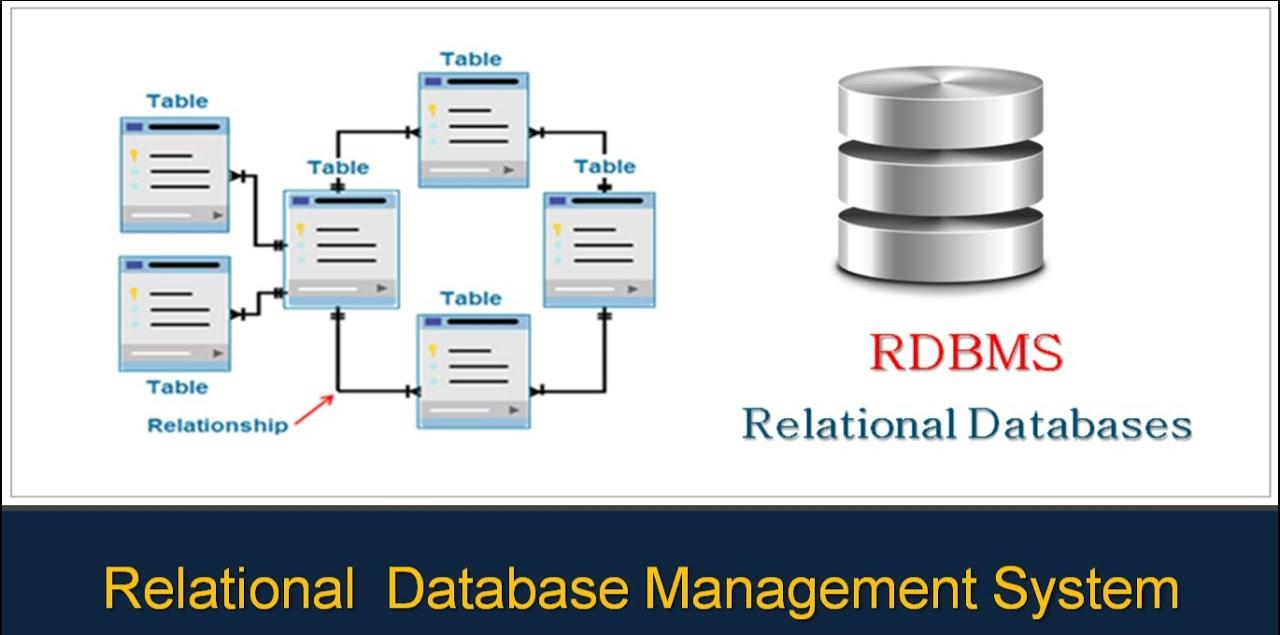 Table
Table
Table
Table
Table
Table
Relationship
RDBMS
Relational Databases
Relational Database Management System